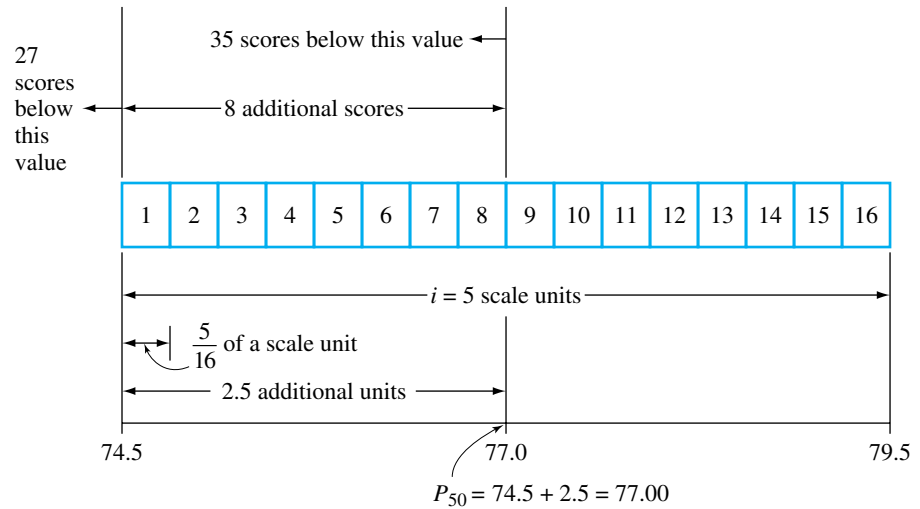 35 scores below this value
27
scores
below
this
value
8 additional scores
1 2 3 4 5 6 7 8 9 10 11 12 13 14 15 16
i = 5 scale units
5/16 of a scale unit
2.5 additional units
74.5 77.0 79.5
P50 = 74.5 + 2.5 = 77.00